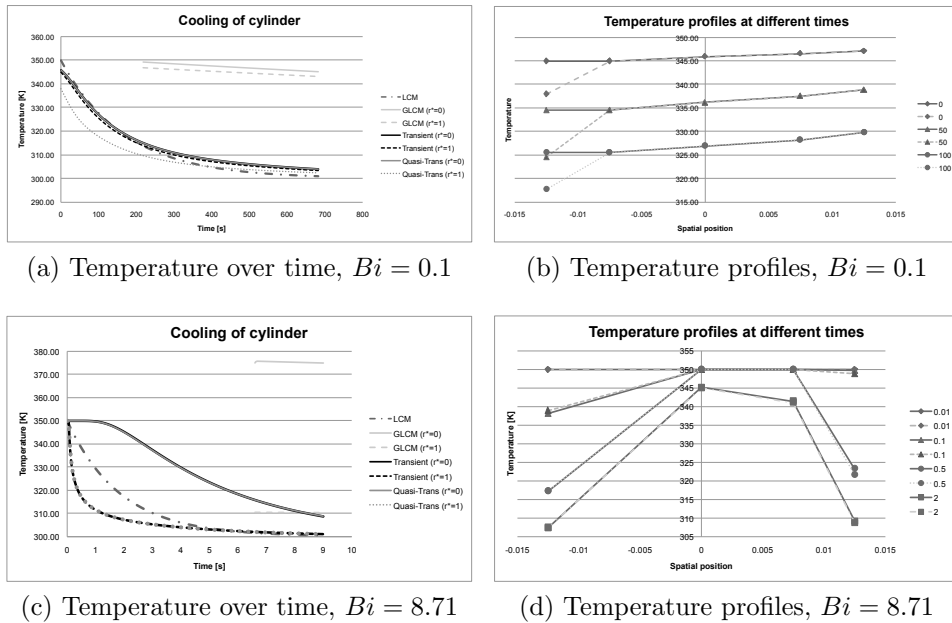 Cooling of cylinder
360.00
350.00
340.00
330.00
320.00
310.00
300.00
290.00
Temperature [K]
0 100 200 300 400 500 600 700 800
Time [s]
LCM
GLCM (r*=0)
GLCM (r*=1)
Transient (r*=0)
Transient (r*=1)
Quasi-Trans (r*=0)
Quasi-Trans (r*=1)
(a) Temperature over time, Bi = 0.1
Temperature profiles at different times
350.00
345.00
340.00
335.00
330.00
325.00
320.00
315.00
Temperature
-0.015 -0.01 -0.005 0 0.005 0.01 0.015
Spatial position
0
0
50
50
100
100
(b) Temperature profiles, Bi = 0.1
Cooling of cylinder
380.00
370.00
360.00
350.00
340.00
330.00
320.00
310.00
300.00
Temperature [K]
0 1 2 3 4 5 6 7 8 9 10
Time [s]
LCM
GLCM (r*=0)
GLCM (r*=1)
Transient (r*=0)
Transient (r*=1)
Quasi-Trans (r*=0)
Quasi-Trans (r*=1)
(c) Temperature over time, Bi = 8.71
Temperature profiles at different times
355
350
345
340
335
330
325
320
315
310
305
Temperature [K]
-0.015 -0.01 -0.005 0 0.005 0.01 0.015
Spatial position
0.01
0.01
0.1
0.1
0.5
0.5
2
2
(d) Temperature profiles, Bi = 8.71